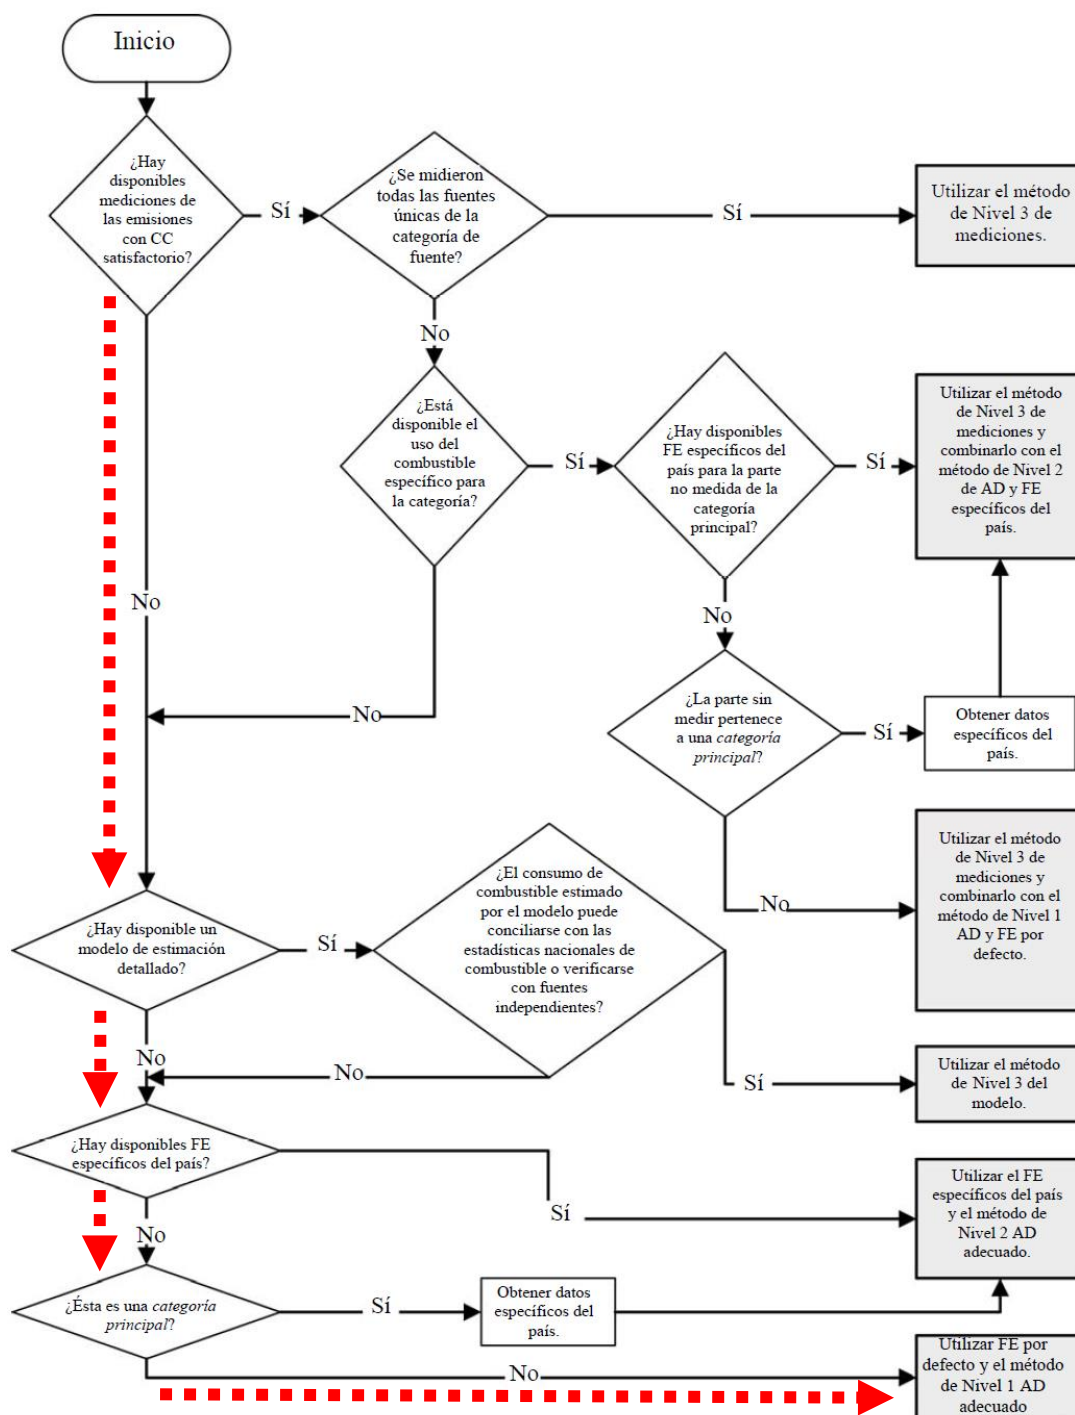 Inicio
¿Hay
disponibles
mediciones de
las emisiones
con CC
satisfactorio?
Sí
¿Se midieron
todas las fuentes
únicas de la
categoría de
fuente?
Sí
Utilizar el método
de Nivel 3 de
mediciones.
No
¿Está
disponible el
uso del
combustible
específico para
la categoría?
Sí
¿Hay disponibles
FE específicos del
país para la parte
no medida de la
categoría
principal?
Sí
Utilizar el método
de Nivel 3 de
mediciones y
combinarlo con el
método de Nivel 2
de AD y FE
específicos del
país.
No
No
No
¿La parte sin
medir pertenece
a una categoría
principal?
Sí
Obtener datos
específicos del
país.
No
Utilizar el método
de Nivel 3 de
mediciones y
combinarlo con el
método de Nivel 1
AD y FE por
defecto.
¿Hay disponible un
modelo de estimación
detallado?
Sí
¿El consumo de
combustible estimado
por el modelo puede
conciliarse con las
estadísticas nacionales de
combustible o verificarse
con fuentes
independientes?
No
No
Sí
Utilizar el método
de Nivel 3 del
modelo.
¿Hay disponibles FE
específicos del país?
Sí
Utilizar el FE
específicos del país
y el método de
Nivel 2 AD
adecuado.
No
¿Ésta es una categoría
principal?
Sí
Obtener datos
específicos del
país.
No
Utilizar FE por
defecto y el método
de Nivel 1 AD
adecuado